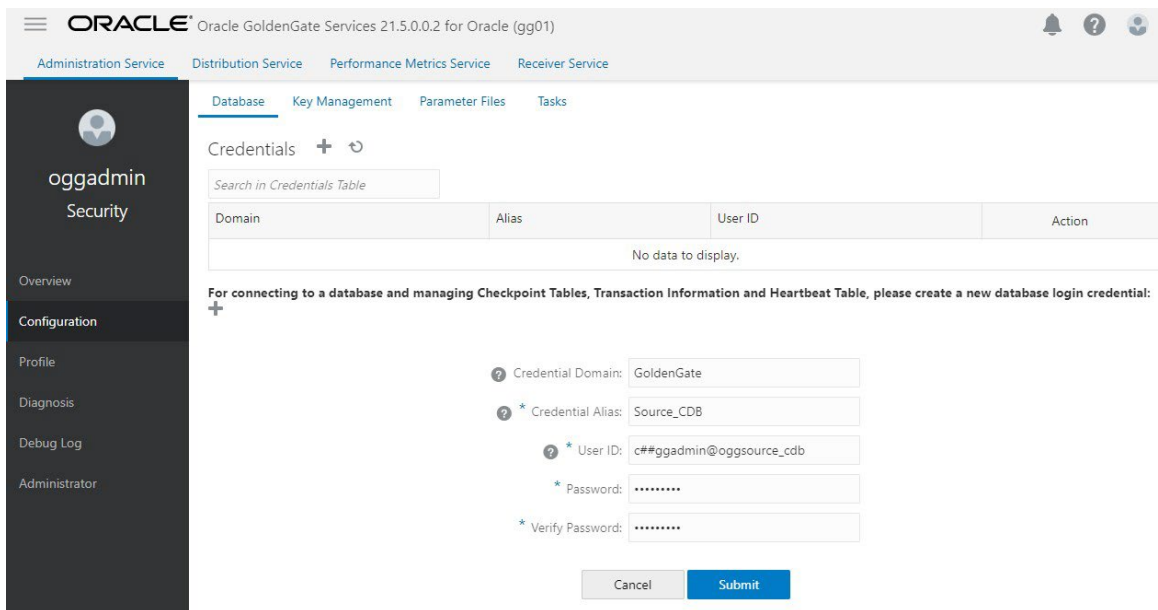 ORACLE Oracle GoldenGate Services 21.5.0.0.2 for Oracle (gg01)
Administration Service Distribution Service Performance Metrics Service Receiver Service
Database Key Management Parameter Files Tasks
oggadmin
Security
Overview
Configuration
Profile
Diagnosis
Debug Log
Administrator
Credentials
Search in Credentials Table
Domain Alias User ID Action
No data to display.
For connecting to a database and managing Checkpoint Tables, Transaction Information and Heartbeat Table, please create a new database login credential:
Credential Domain: GoldenGate
* Credential Alias: Source_CDB
* User ID: c##ggadmin@oggsource_cdb
* Password: •••••••••
* Verify Password: •••••••••
Cancel Submit